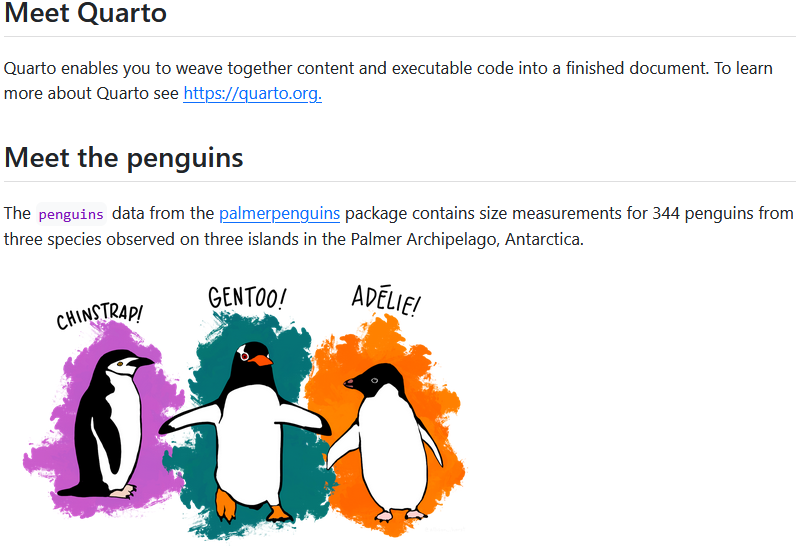 Meet Quarto
Quarto enables you to weave together content and executable code into a finished document. To learn
more about Quarto see https://quarto.org.
Meet the penguins
The penguins data from the palmerpenguins package contains size measurements for 344 penguins from
three species observed on three islands in the Palmer Archipelago, Antarctica.
CHINSTRAP! GENTOO! ADÉLIE!